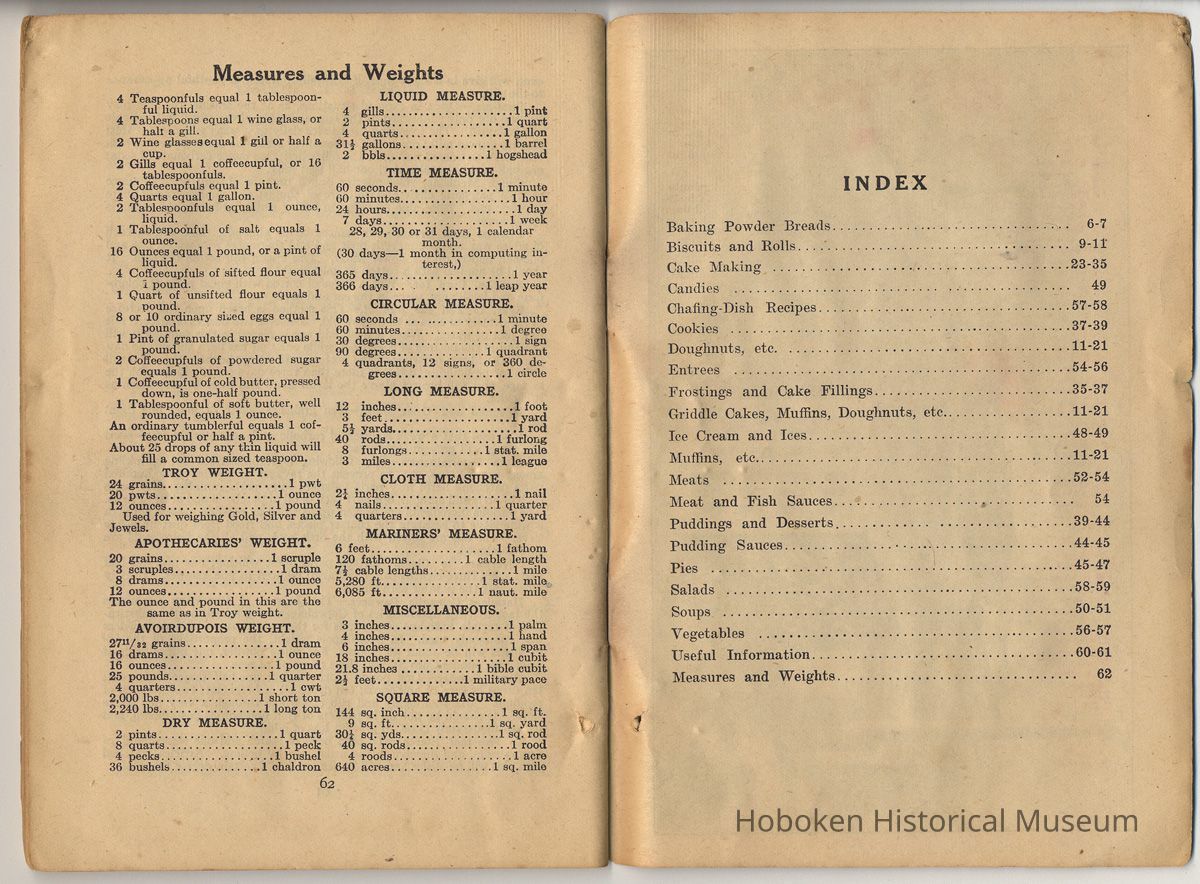 Measures and Weights
4 Teaspoonfuls equal 1 tablespoon-
ful liquid.
4 Tablespoons equal 1 wine glass, or
half a gill.
2 Wine glasses equal 1 gil or half a
cup.
2 Gills equal 1 coffeecupful, or 16
tablespoonfuls.
2 Coffeecupfuls equal 1 pint.
4 Quarts equal 1 gallon.
2 Tablespoonfuls equal 1 ounce,
liquid.
1 Tablespoonful of salt equals 1
ounce.
16 Ounces equal 1 pound, or a pint of
liquid.
4 Coffeecupfuls of sifted flour equal
1 pound.
1 Quart of unsifted flour equals 1
pound.
8 or 10 ordinary sized eggs equal 1
pound.
1 Pint of granulated sugar equals 1
pound.
2 Coffeecupfuls of powdered sugar
equals 1 pound.
1 Coffeecupful of cold butter, pressed
down, is one-half pound.
1 Tablespoonful of soft butter, well
rounded, equals 1 ounce.
An ordinary tumblerful equals 1 cof-
feecupful or half a pint.
About 25 drops of any thin liquid will
fill a common sized teaspoon.
TROY WEIGHT.
24 grains....................1 pwt
20 pwts....................1 ounce
12 ounces..................1 pound
Used for weighing Gold, Silver and
Jewels.
APOTHECARIES' WEIGHT.
20 grains.................1 scruple
3 scruples.................1 dram
8 drams...................1 ounce
12 ounces..................1 pound
The ounce and pound in this are the
same as in Troy weight.
AVOIRDUPOIS WEIGHT.
27 11/32 grains...............1 dram
16 drams..................1 ounce
16 ounces.................1 pound
25 pounds................1 quarter
4 quarters..................1 cwt
2,000 lbs................1 short ton
2,240 lbs.................1 long ton
DRY MEASURE.
2 pints...................1 quart
8 quarts...................1 peck
4 pecks..................1 bushel
36 bushels..............1 chaldron
LIQUID MEASURE.
4 gills....................1 pint
2 pints...................1 quart
4 quarts.................1 gallon
31½ gallons................1 barrel
2 bbls................1 hogshead
TIME MEASURE.
60 seconds................1 minute
60 minutes..................1 hour
24 hours.....................1 day
7 days.....................1 week
28, 29, 30 or 31 days, 1 calendar
month.
(30 days—1 month in computing in-
terest,)
365 days....................1 year
366 days................1 leap year
CIRCULAR MEASURE.
60 seconds ................1 minute
60 minutes................1 degree
30 degrees..................1 sign
90 degrees..............1 quadrant
4 quadrants, 12 signs, or 360 de-
grees..................1 circle
LONG MEASURE.
12 inches...................1 foot
3 feet.....................1 yard
5½ yards....................1 rod
40 rods.................1 furlong
8 furlongs............1 stat. mile
3 miles..................1 league
CLOTH MEASURE.
2¼ inches....................1 nail
4 nails..................1 quarter
4 quarters.................1 yard
MARINERS' MEASURE.
6 feet....................1 fathom
120 fathoms.........1 cable length
7½ cable lengths.............1 mile
5,280 ft.................1 stat. mile
6,085 ft................1 naut. mile
MISCELLANEOUS.
3 inches...................1 palm
4 inches...................1 hand
6 inches...................1 span
18 inches..................1 cubit
21.8 inches ...........1 bible cubit
2½ feet..............1 military pace
SQUARE MEASURE.
144 sq. inch..............1 sq. ft.
9 sq. ft................1 sq. yard
30¼ sq. yds...............1 sq. rod
40 sq. rods................1 rood
4 roods...................1 acre
640 acres................1 sq. mile
62
INDEX
Baking Powder Breads.................................. 6-7
Biscuits and Rolls...................................... 9-11
Cake Making ..........................................23-35
Candies ............................................... 49
Chafing-Dish Recipes...................................57-58
Cookies ...............................................37-39
Doughnuts, etc. .......................................11-21
Entrees ...............................................54-56
Frostings and Cake Fillings............................35-37
Griddle Cakes, Muffins, Doughnuts, etc.................11-21
Ice Cream and Ices.....................................48-49
Muffins, etc...........................................11-21
Meats .................................................52-54
Meat and Fish Sauces................................... 54
Puddings and Desserts..................................39-44
Pudding Sauces.........................................44-45
Pies ..................................................45-47
Salads ................................................58-59
Soups .................................................50-51
Vegetables ............................................56-57
Useful Information.....................................60-61
Measures and Weights................................... 62
Hoboken Historical Museum